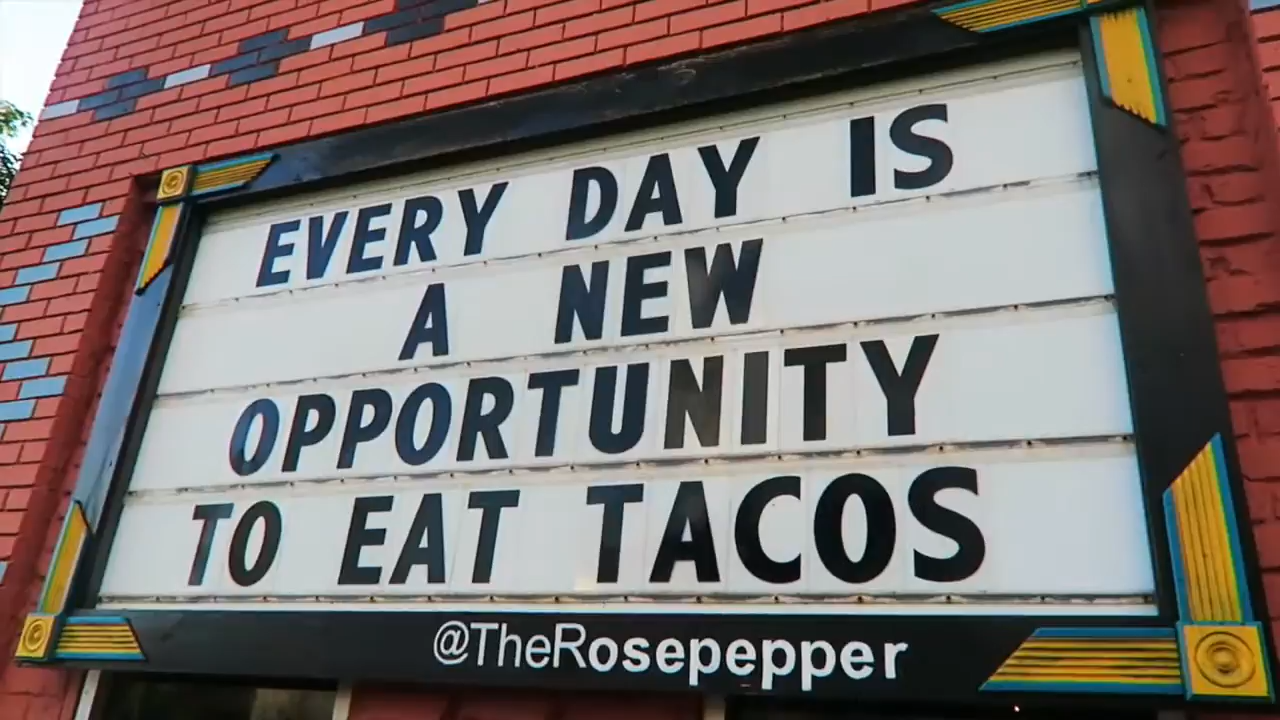 EVERY DAY IS
A NEW
OPPORTUNITY
TO EAT TACOS
@TheRosepepper